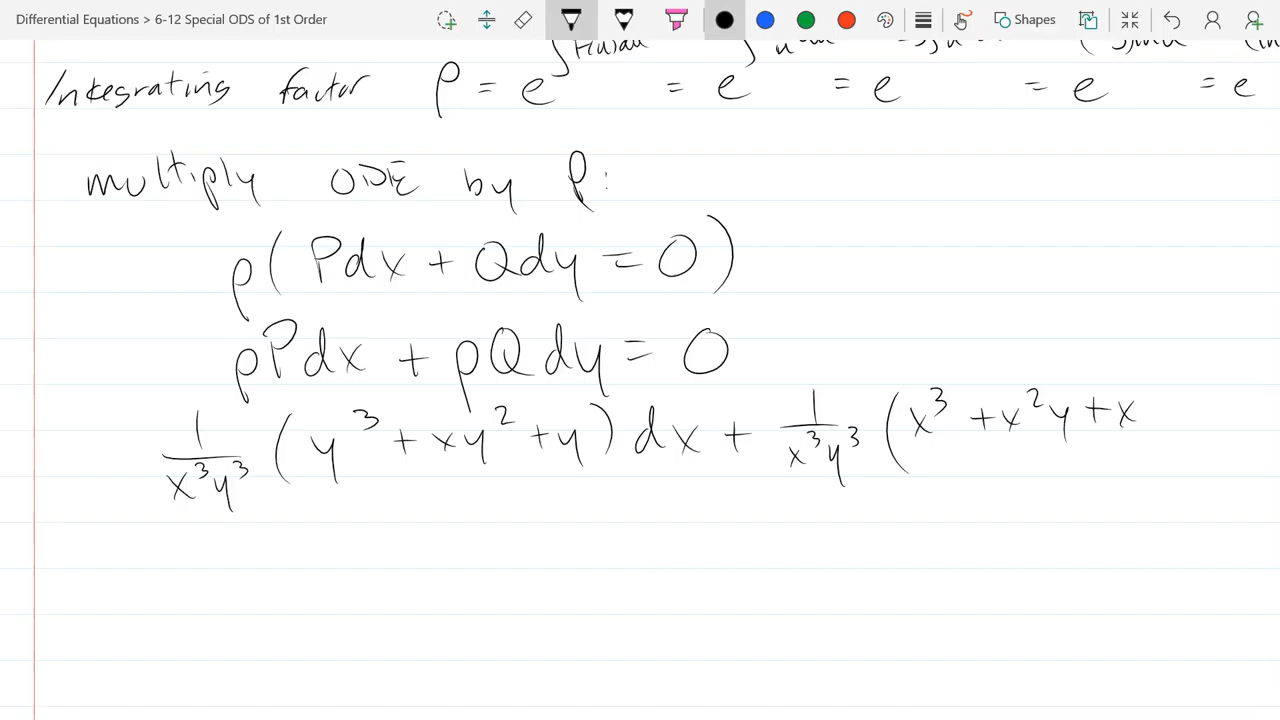 Differential Equations > 6-12 Special ODS of 1st Order
Shapes
Integrating factor ρ = e = e = e = e = e
multiply ODE by ρ:
ρ(Pdx + Qdy = 0)
ρPdx + ρQdy = 0
1/(x³y³) (y³ + xy² + y) dx + 1/(x³y³) (x³ + x²y + x